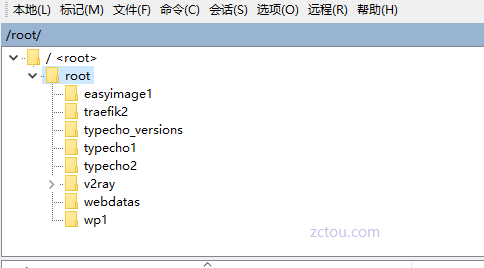 本地(L) 标记(M) 文件(F) 命令(C) 会话(S) 选项(O) 远程(R) 帮助(H)
/root/
/ <root>
root
easyimage1
traefik2
typecho_versions
typecho1
typecho2
v2ray
webdatas
wp1
zctou.com